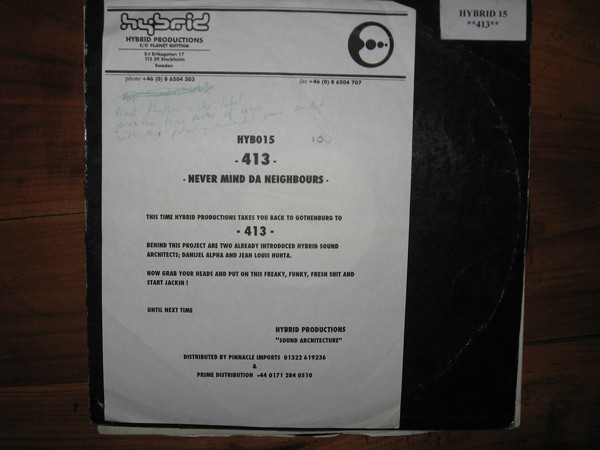 hybrid
HYBRID PRODUCTIONS
C/O PLANET RHYTHM
S:t Eriksgatan 17
112 39 Stockholm
Sweden
phone +46 (0) 8 6504 303
fax +46 (0) 8 6504 707
HYBRID 15
**413**
HYB015
- 413 -
- NEVER MIND DA NEIGHBOURS -
THIS TIME HYBRID PRODUCTIONS TAKES YOU BACK TO GOTHENBURG TO
- 413 -
BEHIND THIS PROJECT ARE TWO ALREADY INTRODUCED HYBRID SOUND
ARCHITECTS; DANIJEL ALPHA AND JEAN LOUIS HUHTA.
NOW GRAB YOUR HEADS AND PUT ON THIS FREAKY, FUNKY, FRESH SHIT AND
START JACKIN !
UNTIL NEXT TIME
HYBRID PRODUCTIONS
"SOUND ARCHITECTURE"
DISTRIBUTED BY PINNACLE IMPORTS 01322 619236
&
PRIME DISTRIBUTION +44 0171 284 0510